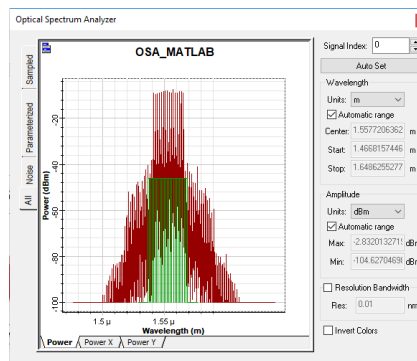 Optical Spectrum Analyzer
OSA_MATLAB
Signal Index: 0
Auto Set
Wavelength
Units: m
Automatic range
Center: 1.5577206362 m
Start: 1.4668157446 m
Stop: 1.6486255277 m
Amplitude
Units: dBm
Automatic range
Max: -2.832013271 dBm
Min: -104.6270469 dBm
Resolution Bandwidth
Res: 0.01 nm
Invert Colors
Sampled
Parameterized
Noise
All
Power (dBm)
-20
-40
-60
-80
-100
1.5 µ
1.55 µ
Wavelength (m)
Power
Power X
Power Y